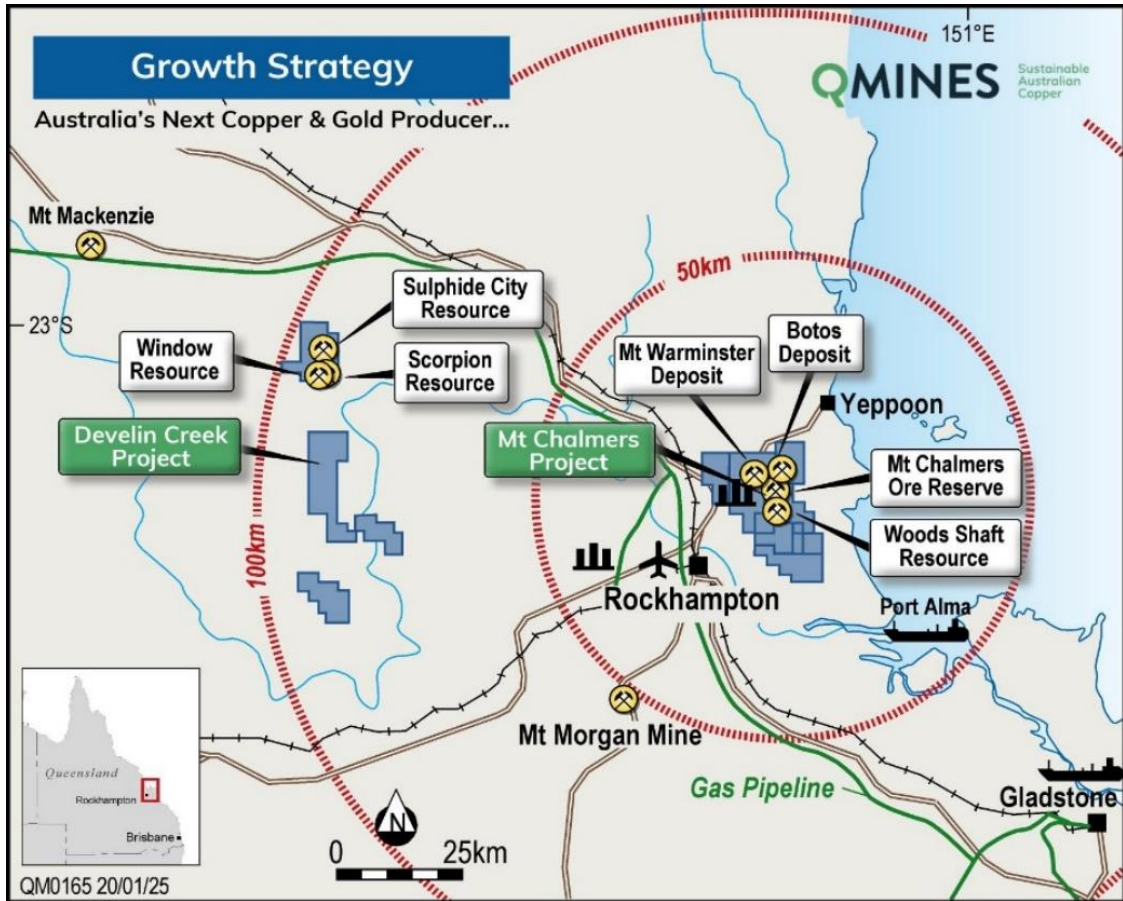 Growth Strategy
Australia's Next Copper & Gold Producer...
151°E
QMINES
Sustainable
Australian
Copper
Mt Mackenzie
23°S
50km
100km
Sulphide City
Resource
Window
Resource
Scorpion
Resource
Develin Creek
Project
Mt Warminster
Deposit
Botos
Deposit
Yeppoon
Mt Chalmers
Project
Mt Chalmers
Ore Reserve
Woods Shaft
Resource
Rockhampton
Port Alma
Mt Morgan Mine
Gas Pipeline
Gladstone
Queensland
Rockhampton
Brisbane
N
0 25km
QM0165 20/01/25